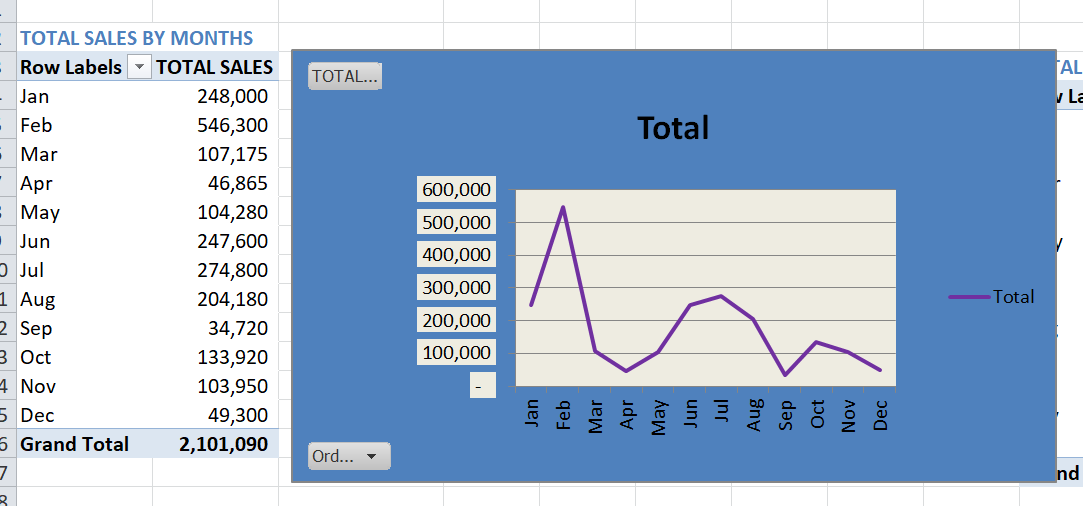 TOTAL SALES BY MONTHS
Row Labels TOTAL SALES
Jan 248,000
Feb 546,300
Mar 107,175
Apr 46,865
May 104,280
Jun 247,600
Jul 274,800
Aug 204,180
Sep 34,720
Oct 133,920
Nov 103,950
Dec 49,300
Grand Total 2,101,090
TOTAL...
Total
600,000
500,000
400,000
300,000
200,000
100,000
-
Jan Feb Mar Apr May Jun Jul Aug Sep Oct Nov Dec
Total
Ord...